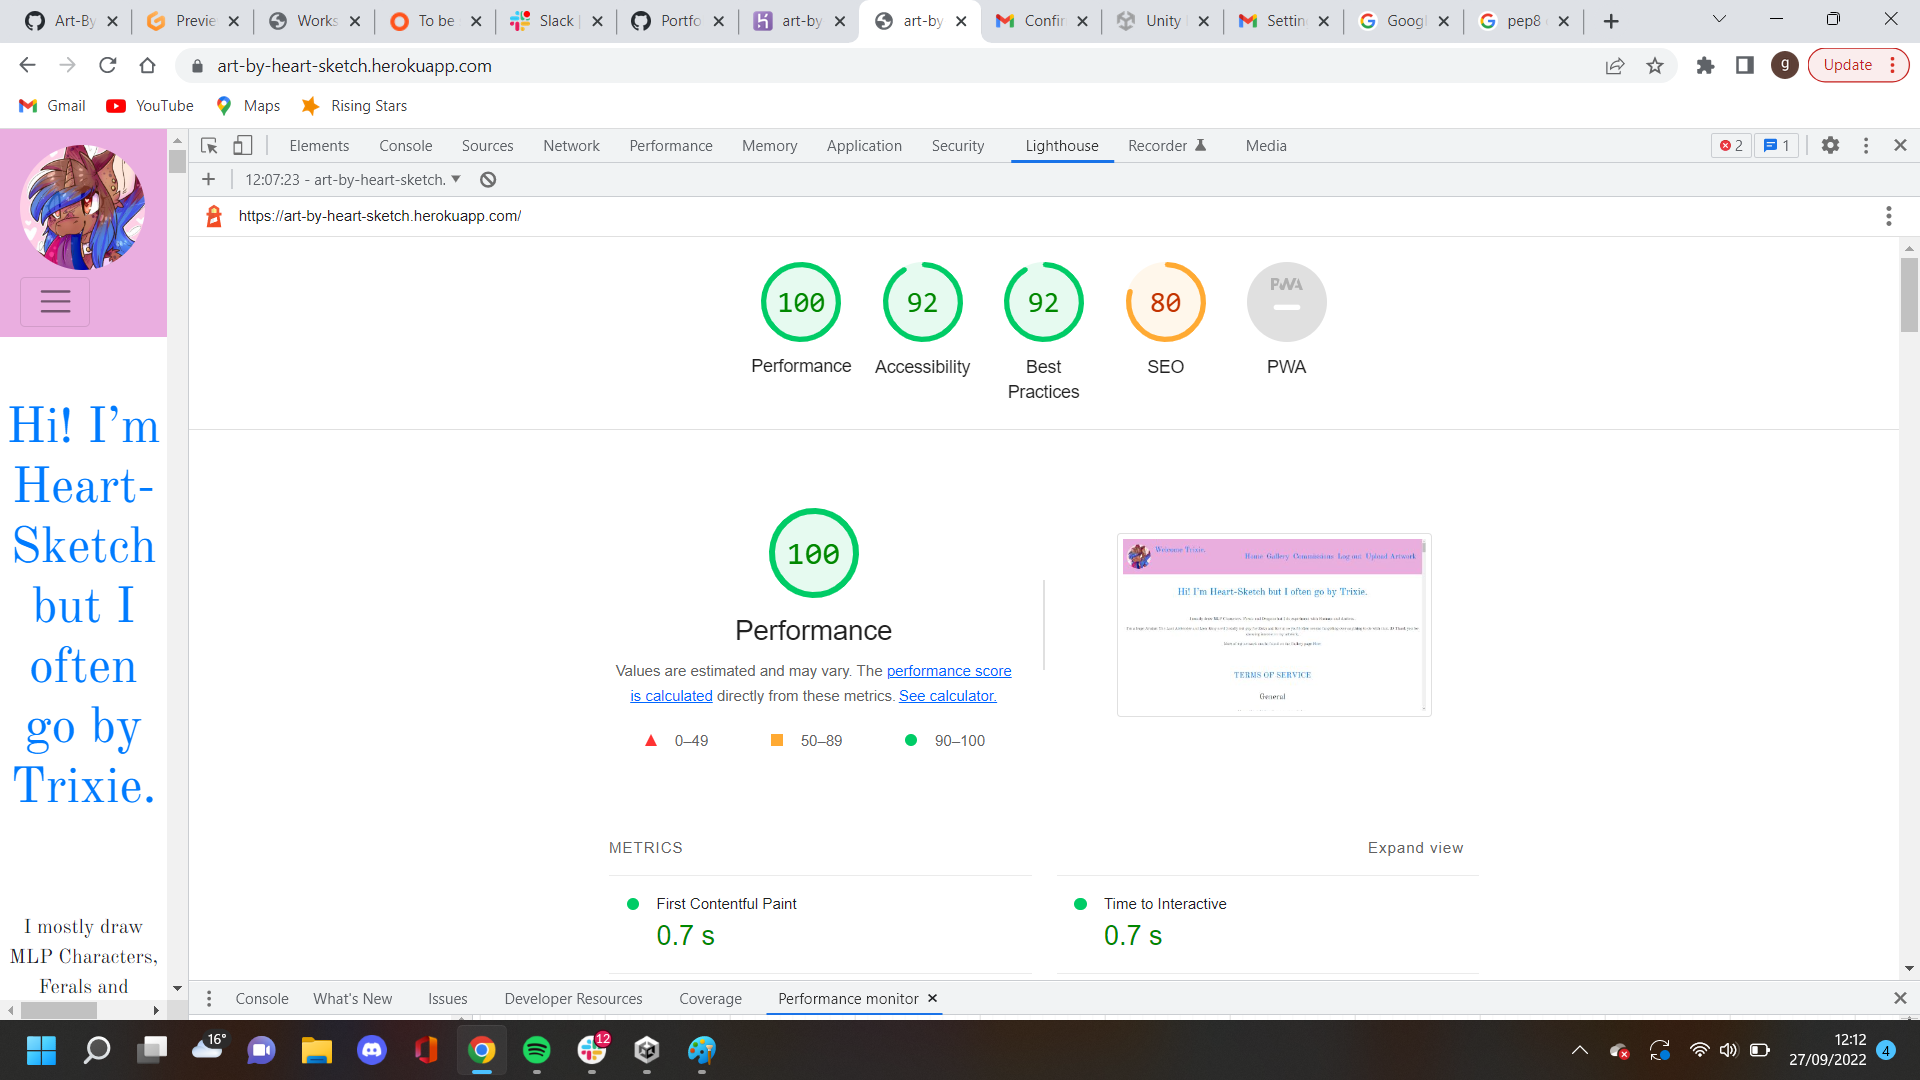 Art-By
Previe
Works
To be
Slack
Portfo
art-by
art-by
Confir
Unity
Settin
Googl
pep8
art-by-heart-sketch.herokuapp.com
g
Update
Gmail
YouTube
Maps
Rising Stars
Elements
Console
Sources
Network
Performance
Memory
Application
Security
Lighthouse
Recorder
Media
2
1
12:07:23 - art-by-heart-sketch.
https://art-by-heart-sketch.herokuapp.com/
Hi! I'm
Heart-
Sketch
but I
often
go by
Trixie.
I mostly draw
MLP Characters,
Ferals and
100
92
92
80
PWA
Performance
Accessibility
Best
Practices
SEO
PWA
100
Performance
Values are estimated and may vary. The performance score
is calculated directly from these metrics. See calculator.
0–49
50–89
90–100
Welcome Trixie.
Home Gallery Commissions Log out Upload Artwork
Hi! I'm Heart-Sketch but I often go by Trixie.
TERMS OF SERVICE
General
METRICS
Expand view
First Contentful Paint
0.7 s
Time to Interactive
0.7 s
Console
What's New
Issues
Developer Resources
Coverage
Performance monitor
16°
12
12:12
27/09/2022
4